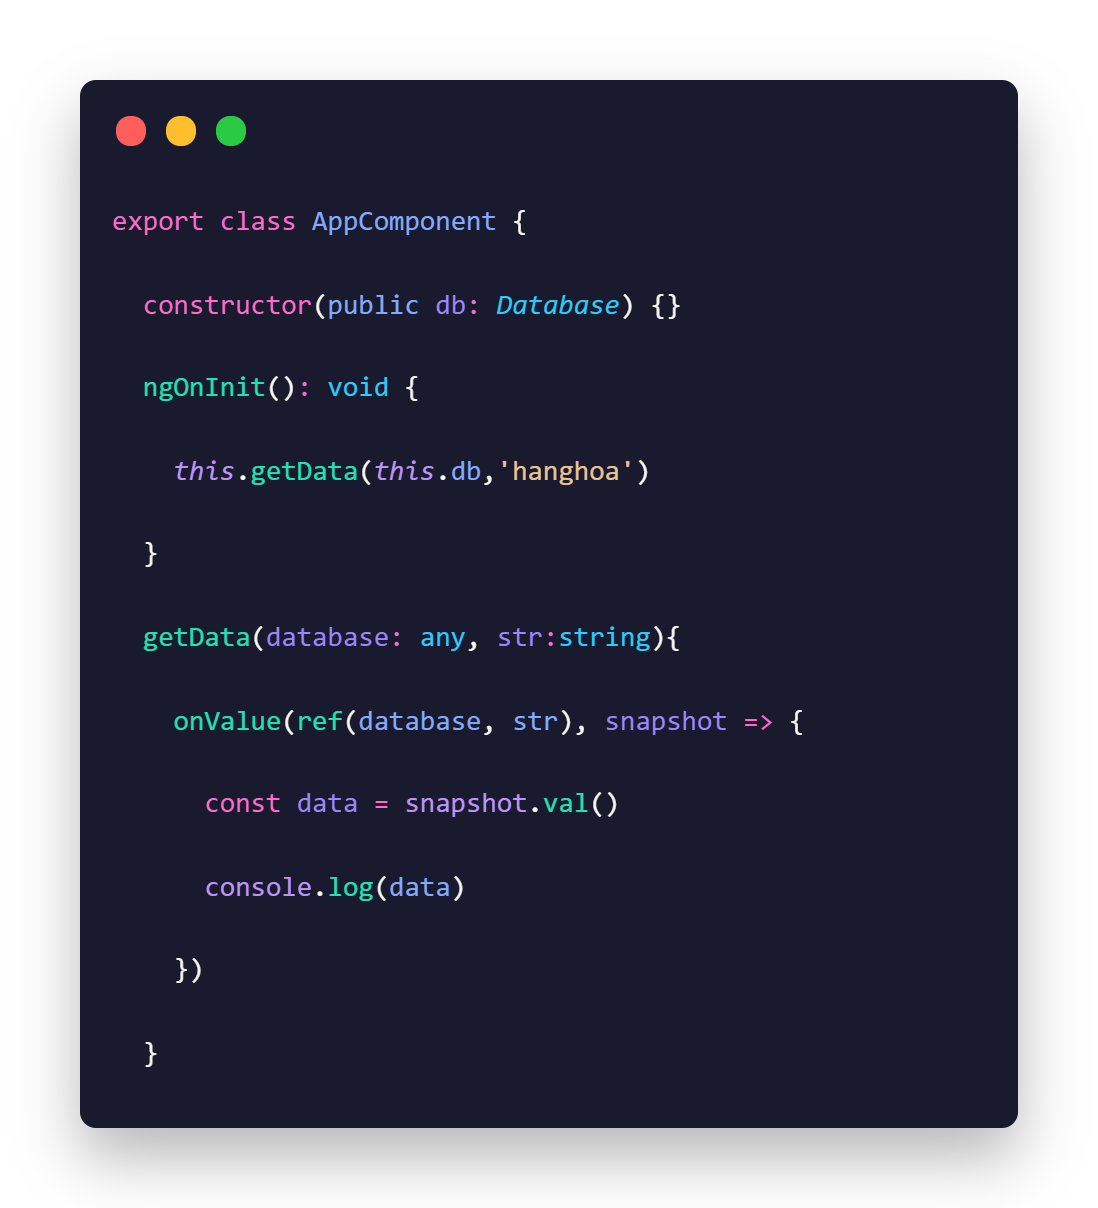 export class AppComponent {
  constructor(public db: Database) {}
  ngOnInit(): void {
    this.getData(this.db,'hanghoa')
  }
  getData(database: any, str:string){
    onValue(ref(database, str), snapshot => {
      const data = snapshot.val()
      console.log(data)
    })
  }